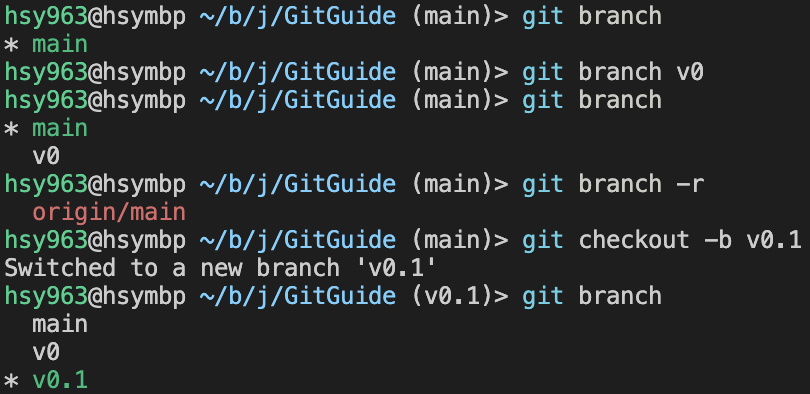 hsy963@hsymbp ~/b/j/GitGuide (main)> git branch
* main
hsy963@hsymbp ~/b/j/GitGuide (main)> git branch v0
hsy963@hsymbp ~/b/j/GitGuide (main)> git branch
* main
  v0
hsy963@hsymbp ~/b/j/GitGuide (main)> git branch -r
  origin/main
hsy963@hsymbp ~/b/j/GitGuide (main)> git checkout -b v0.1
Switched to a new branch 'v0.1'
hsy963@hsymbp ~/b/j/GitGuide (v0.1)> git branch
  main
  v0
* v0.1